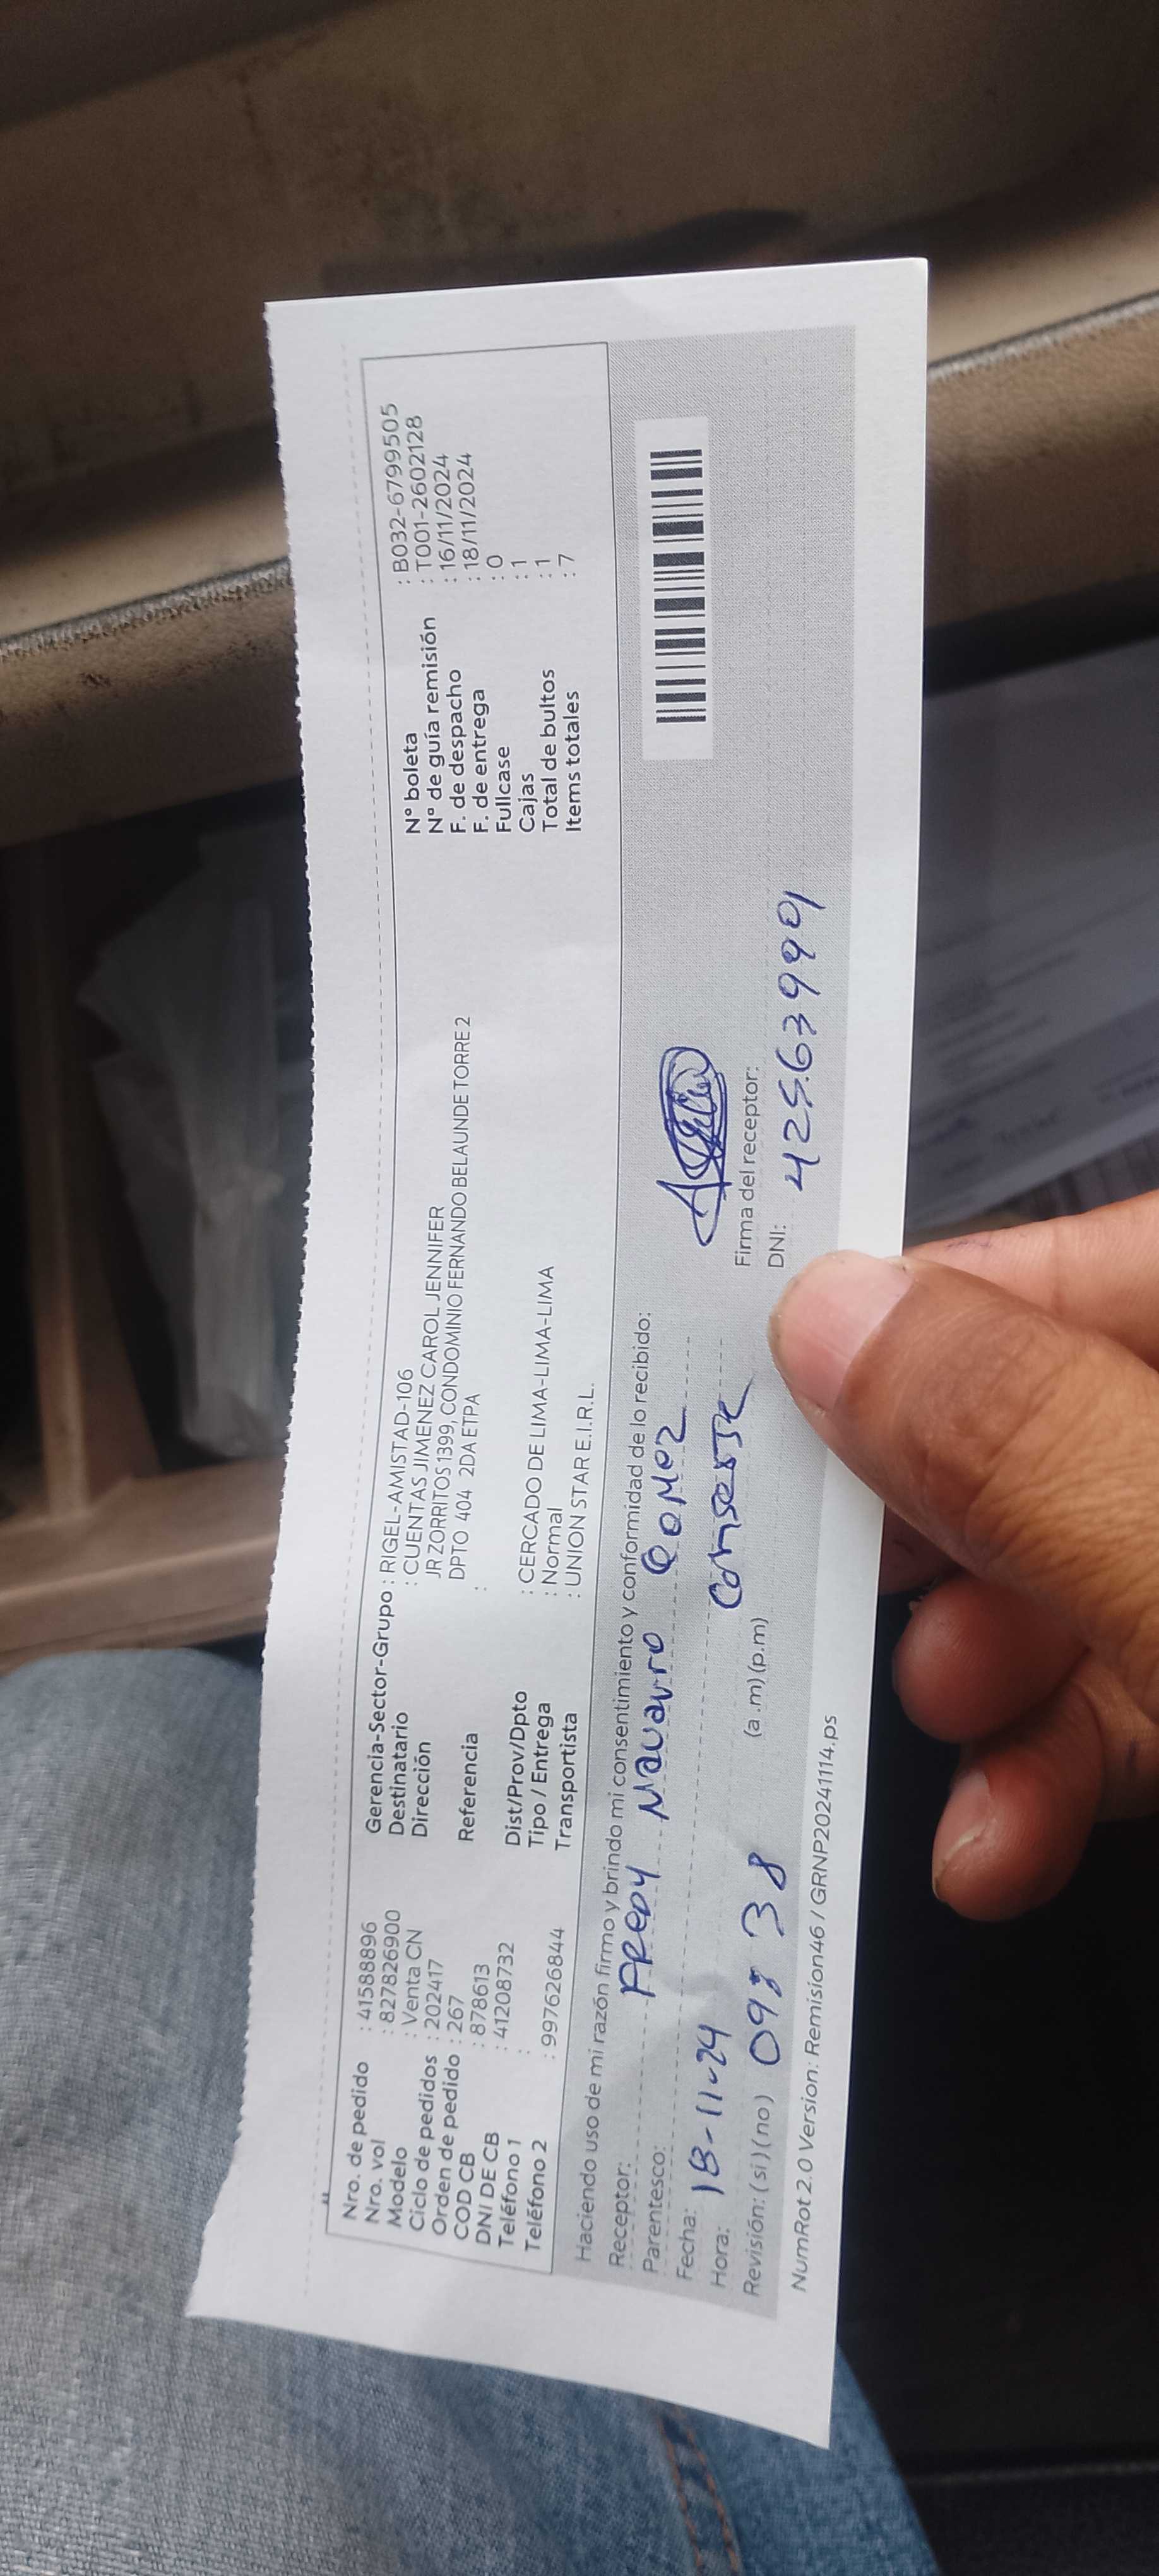 Nro. de pedido : 41588896
Nro. vol : 827826900
Modelo : Venta CN
Ciclo de pedidos : 202417
Orden de pedido : 267
COD CB : 878613
DNI DE CB : 41208732
Teléfono 1 :
Teléfono 2 : 997626844
Gerencia-Sector-Grupo : RIGEL-AMISTAD-106
Destinatario : CUENTAS JIMENEZ CAROL JENNIFER
Dirección JR ZORRITOS 1399, CONDOMINIO FERNANDO BELAUNDE TORRE 2
DPTO 404 2DA ETPA
Referencia :
Dist/Prov/Dpto : CERCADO DE LIMA-LIMA-LIMA
Tipo / Entrega : Normal
Transportista : UNION STAR E.I.R.L.
N° boleta : B032-6799505
N° de guía remisión : T001-2602128
F. de despacho : 16/11/2024
F. de entrega : 18/11/2024
Fullcase : 0
Cajas : 1
Total de bultos : 1
Items totales : 7
Haciendo uso de mi razón firmo y brindo mi consentimiento y conformidad de lo recibido:
Receptor: FREDY Navarro GOMEZ
Parentesco: Conserje
Fecha: 18-11-24
Hora: 09:38 (a .m) (p.m)
Revisión: (si) (no)
Firma del receptor:
DNI: 42563999
NumRot 2.0 Version: Remision46 / GRNP20241114.ps